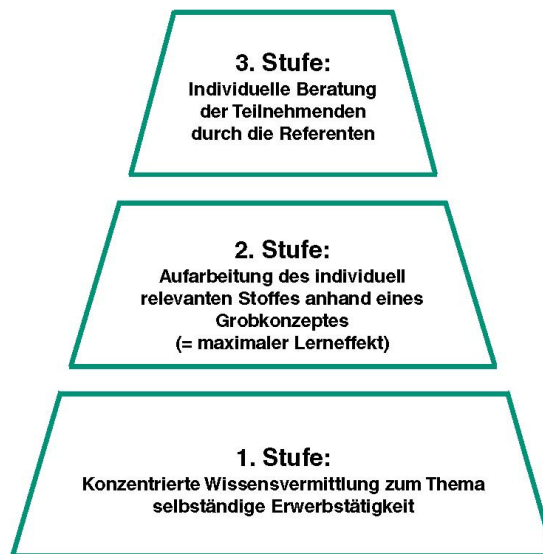 3. Stufe:
Individuelle Beratung
der Teilnehmenden
durch die Referenten
2. Stufe:
Aufarbeitung des individuell
relevanten Stoffes anhand eines
Grobkonzeptes
(= maximaler Lerneffekt)
1. Stufe:
Konzentrierte Wissensvermittlung zum Thema
selbständige Erwerbstätigkeit